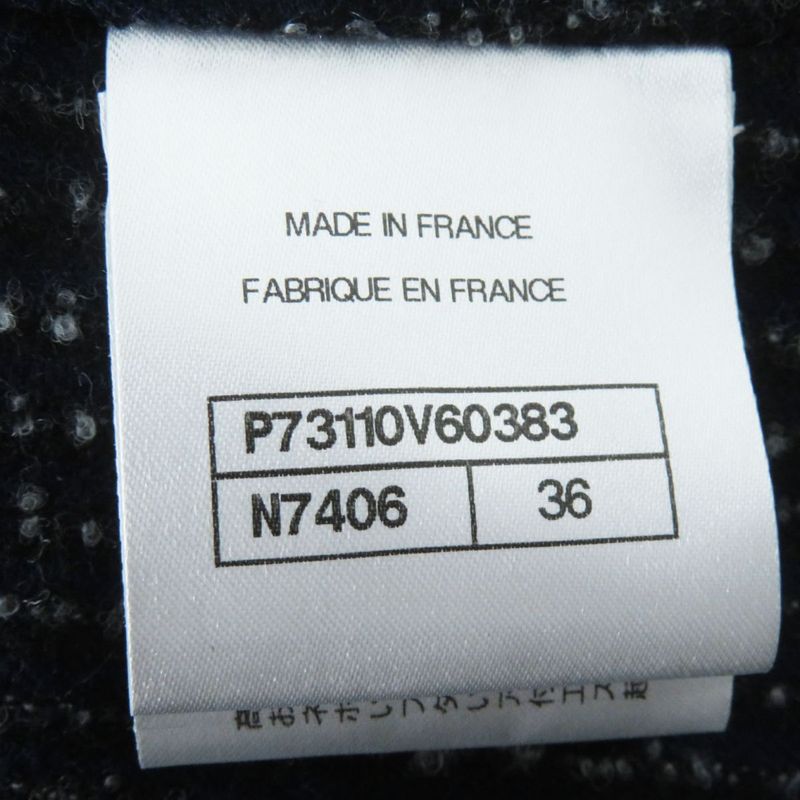 MADE IN FRANCE
FABRIQUE EN FRANCE
P73110V60383
N7406 36